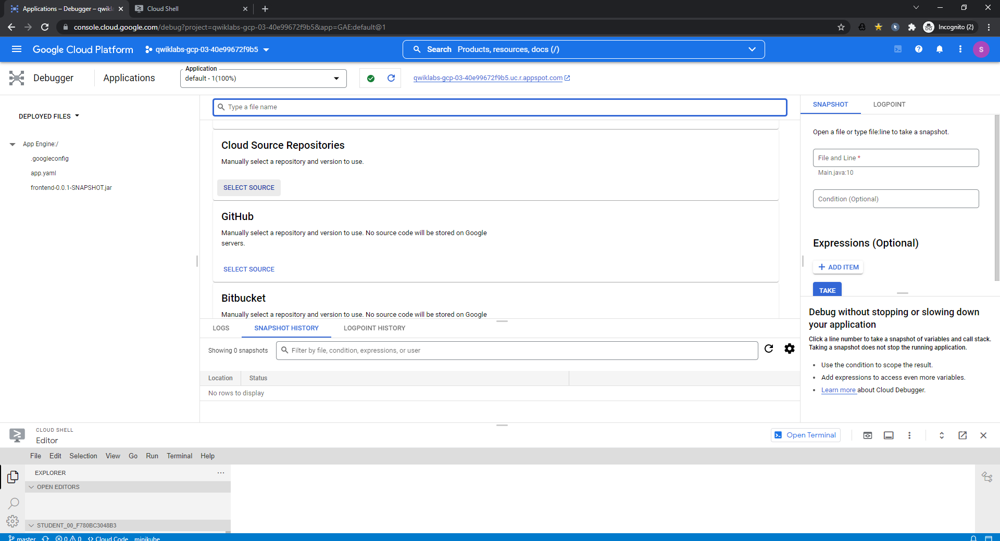 Applications – Debugger – qwikla
Cloud Shell
console.cloud.google.com/debug?project=qwiklabs-gcp-03-40e99672f9b5&app=GAE:default@1
Incognito (2)
Google Cloud Platform
qwiklabs-gcp-03-40e99672f9b5
Search Products, resources, docs (/)
S
Debugger
Applications
Application
default - 1(100%)
qwiklabs-gcp-03-40e99672f9b5.uc.r.appspot.com
DEPLOYED FILES
App Engine:/
.googleconfig
app.yaml
frontend-0.0.1-SNAPSHOT.jar
Type a file name
Cloud Source Repositories
Manually select a repository and version to use.
SELECT SOURCE
GitHub
Manually select a repository and version to use. No source code will be stored on Google
servers.
SELECT SOURCE
Bitbucket
Manually select a repository and version to use. No source code will be stored on Google
LOGS
SNAPSHOT HISTORY
LOGPOINT HISTORY
Showing 0 snapshots
Filter by file, condition, expressions, or user
Location
Status
No rows to display
SNAPSHOT
LOGPOINT
Open a file or type file:line to take a snapshot.
File and Line *
Main.java:10
Condition (Optional)
Expressions (Optional)
ADD ITEM
TAKE
Debug without stopping or slowing down
your application
Click a line number to take a snapshot of variables and call stack.
Taking a snapshot does not stop the running application.
• Use the condition to scope the result.
• Add expressions to access even more variables.
• Learn more about Cloud Debugger.
CLOUD SHELL
Editor
Open Terminal
File Edit Selection View Go Run Terminal Help
EXPLORER
OPEN EDITORS
STUDENT_00_F780BC3048B3
master 0 0 Cloud Code minikube